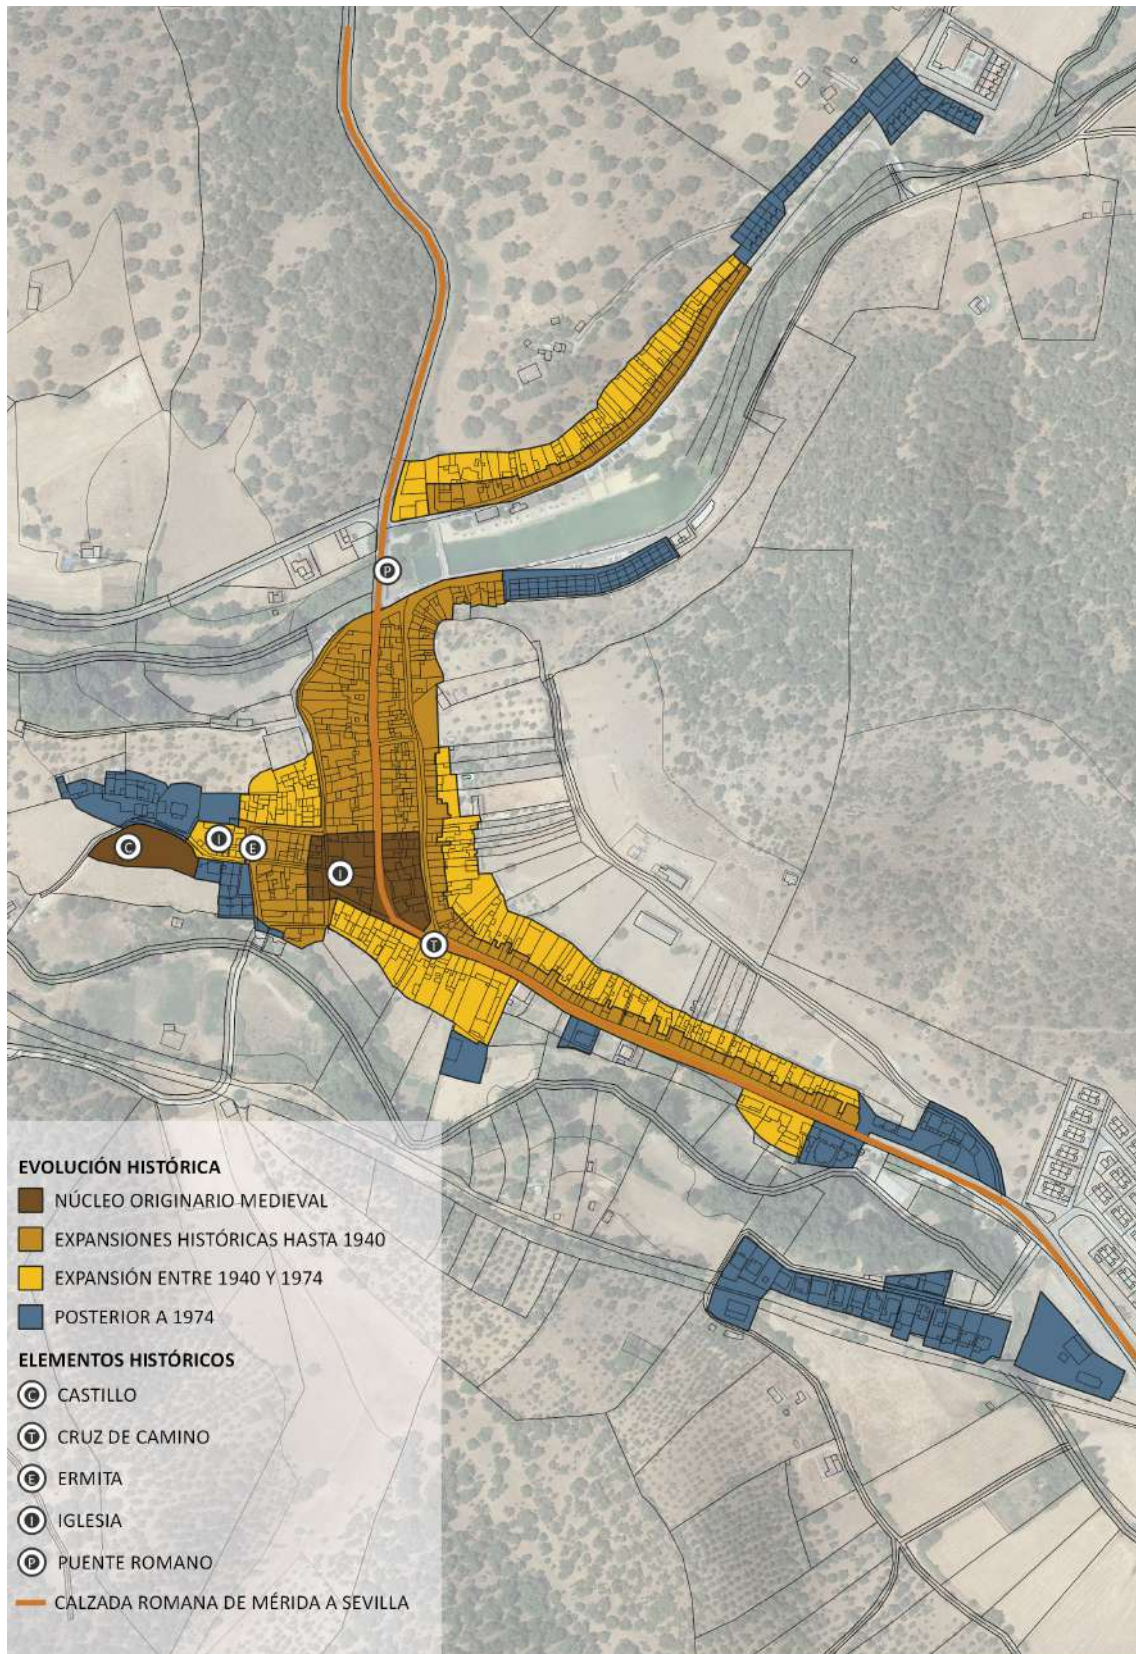 P
C
I
E
I
T
EVOLUCIÓN HISTÓRICA
NÚCLEO ORIGINARIO MEDIEVAL
EXPANSIONES HISTÓRICAS HASTA 1940
EXPANSIÓN ENTRE 1940 Y 1974
POSTERIOR A 1974
ELEMENTOS HISTÓRICOS
C CASTILLO
T CRUZ DE CAMINO
E ERMITA
I IGLESIA
P PUENTE ROMANO
CALZADA ROMANA DE MÉRIDA A SEVILLA